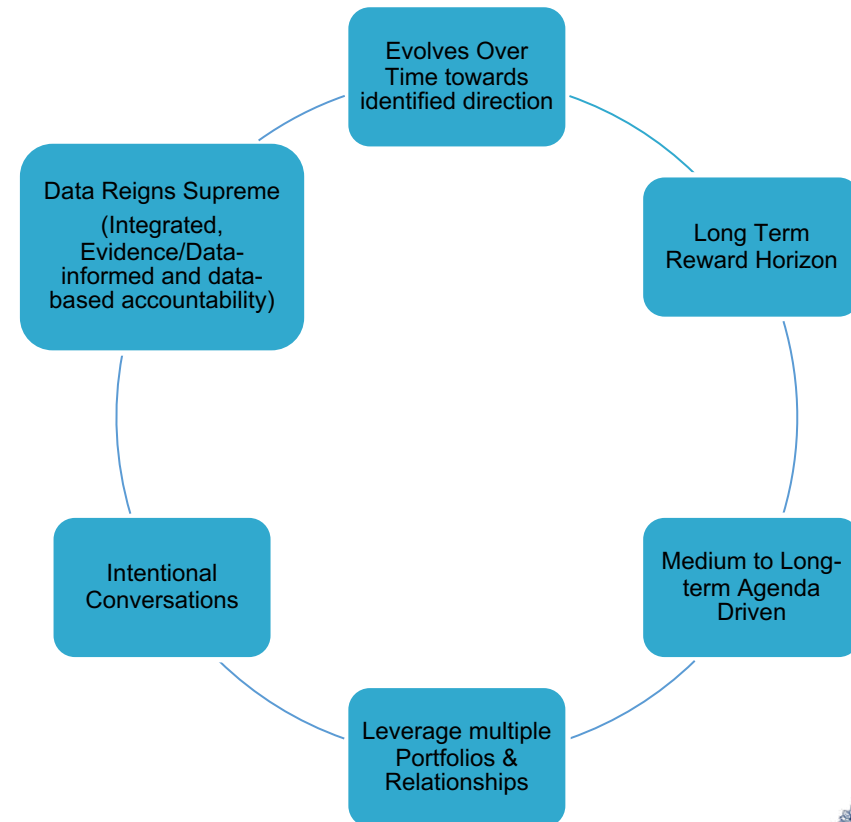 Evolves Over
Time towards
identified direction
Long Term
Reward Horizon
Medium to Long-
term Agenda
Driven
Leverage multiple
Portfolios &
Relationships
Intentional
Conversations
Data Reigns Supreme
(Integrated,
Evidence/Data-
informed and data-
based accountability)